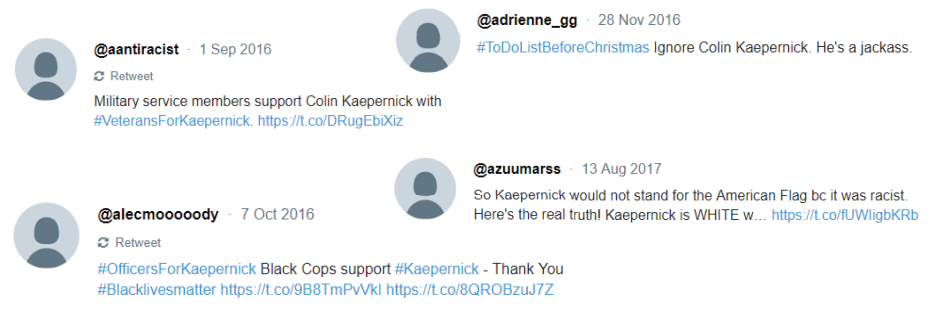 @aantiracist · 1 Sep 2016
Retweet
Military service members support Colin Kaepernick with
#VeteransForKaepernick. https://t.co/DRugEbiXiz
@adrienne_gg · 28 Nov 2016
#ToDoListBeforeChristmas Ignore Colin Kaepernick. He's a jackass.
@alecmooooody · 7 Oct 2016
Retweet
#OfficersForKaepernick Black Cops support #Kaepernick - Thank You
#Blacklivesmatter https://t.co/9B8TmPvVkI https://t.co/8QROBzuJ7Z
@azuumarss · 13 Aug 2017
So Kaepernick would not stand for the American Flag bc it was racist.
Here's the real truth! Kaepernick is WHITE w... https://t.co/fUWligbKRb